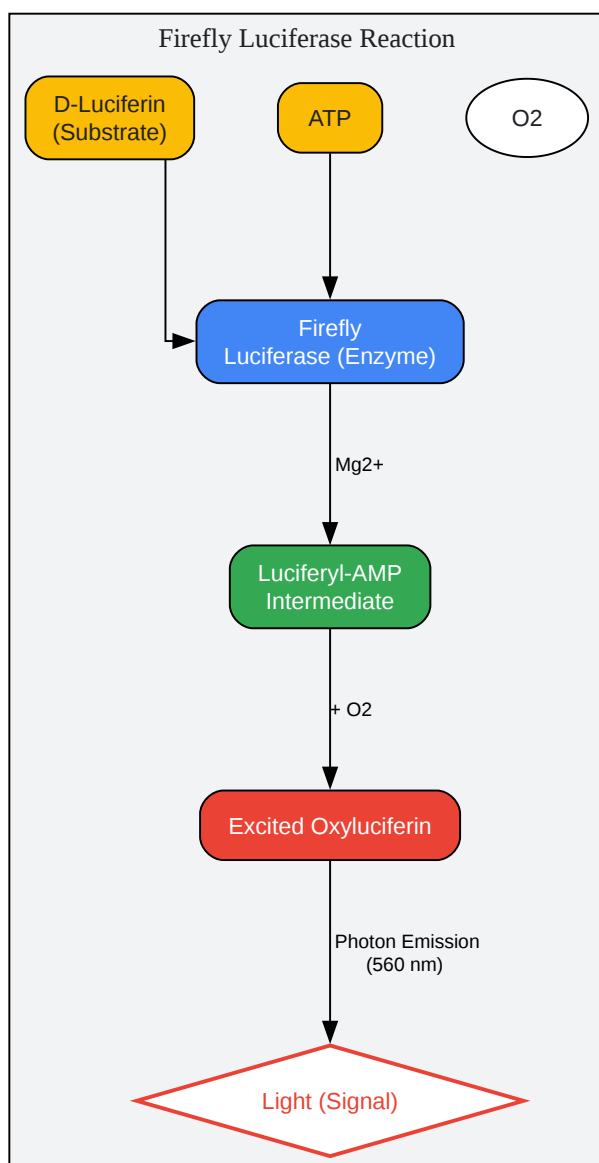 Firefly Luciferase Reaction
D-Luciferin
(Substrate)
ATP
O2
Firefly
Luciferase (Enzyme)
Mg2+
Luciferyl-AMP
Intermediate
+ O2
Excited Oxyluciferin
Photon Emission
(560 nm)
Light (Signal)